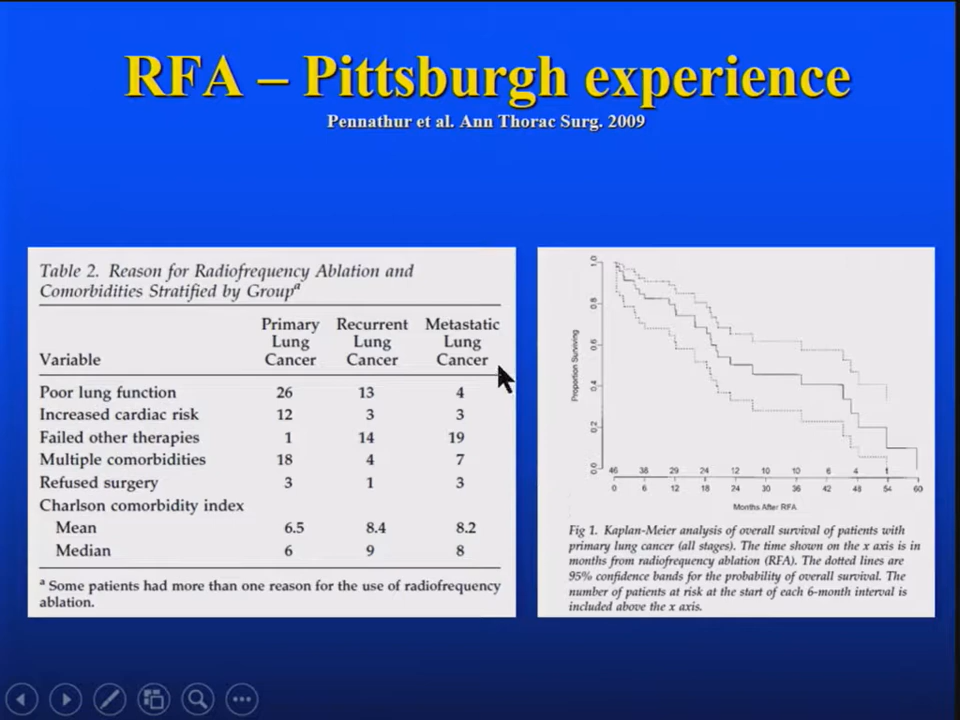 RFA – Pittsburgh experience
Pennathur et al. Ann Thorac Surg. 2009
Table 2. Reason for Radiofrequency Ablation and
Comorbidities Stratified by Groupᵃ
Variable Primary Lung Cancer Recurrent Lung Cancer Metastatic Lung Cancer
Poor lung function 26 13 4
Increased cardiac risk 12 3 3
Failed other therapies 1 14 19
Multiple comorbidities 18 4 7
Refused surgery 3 1 3
Charlson comorbidity index
Mean 6.5 8.4 8.2
Median 6 9 8
ᵃ Some patients had more than one reason for the use of radiofrequency
ablation.
Proportion Surviving
1.0
0.8
0.6
0.4
0.2
0.0
46 38 29 24 12 10 10 6 4 1
0 6 12 18 24 30 36 42 48 54 60
Months After RFA
Fig 1. Kaplan-Meier analysis of overall survival of patients with
primary lung cancer (all stages). The time shown on the x axis is in
months from radiofrequency ablation (RFA). The dotted lines are
95% confidence bands for the probability of overall survival. The
number of patients at risk at the start of each 6-month interval is
included above the x axis.